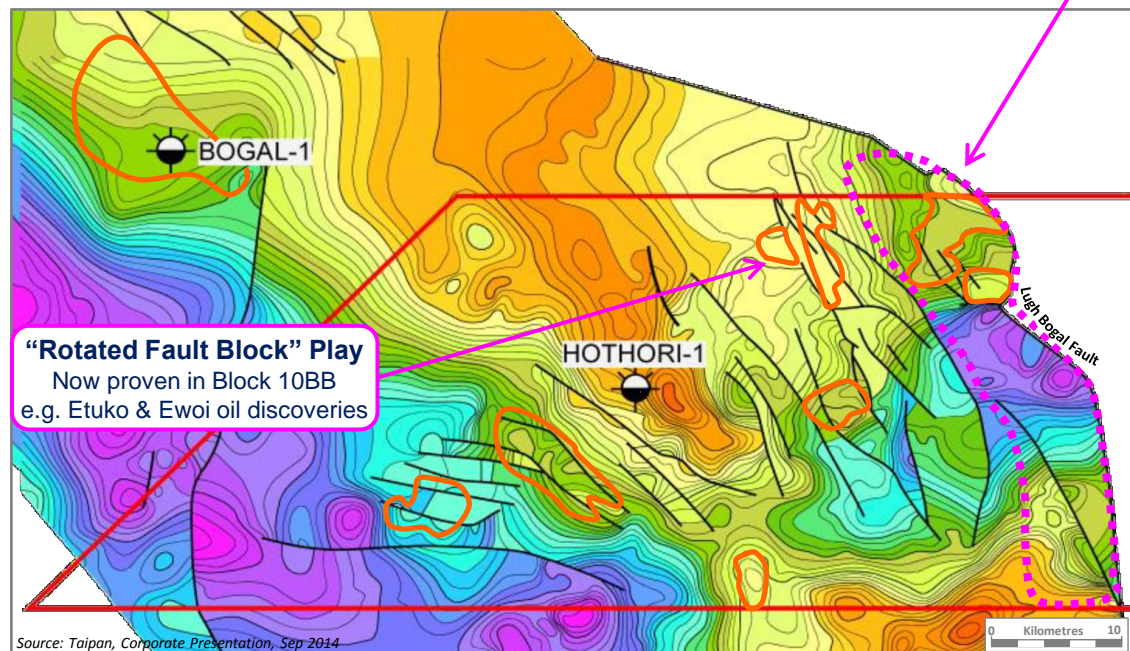 BOGAL-1
Lugh Bogal Fault
HOTHORI-1
“Rotated Fault Block” Play
Now proven in Block 10BB
e.g. Etuko & Ewoi oil discoveries
Source: Taipan, Corporate Presentation, Sep 2014
0 Kilometres 10